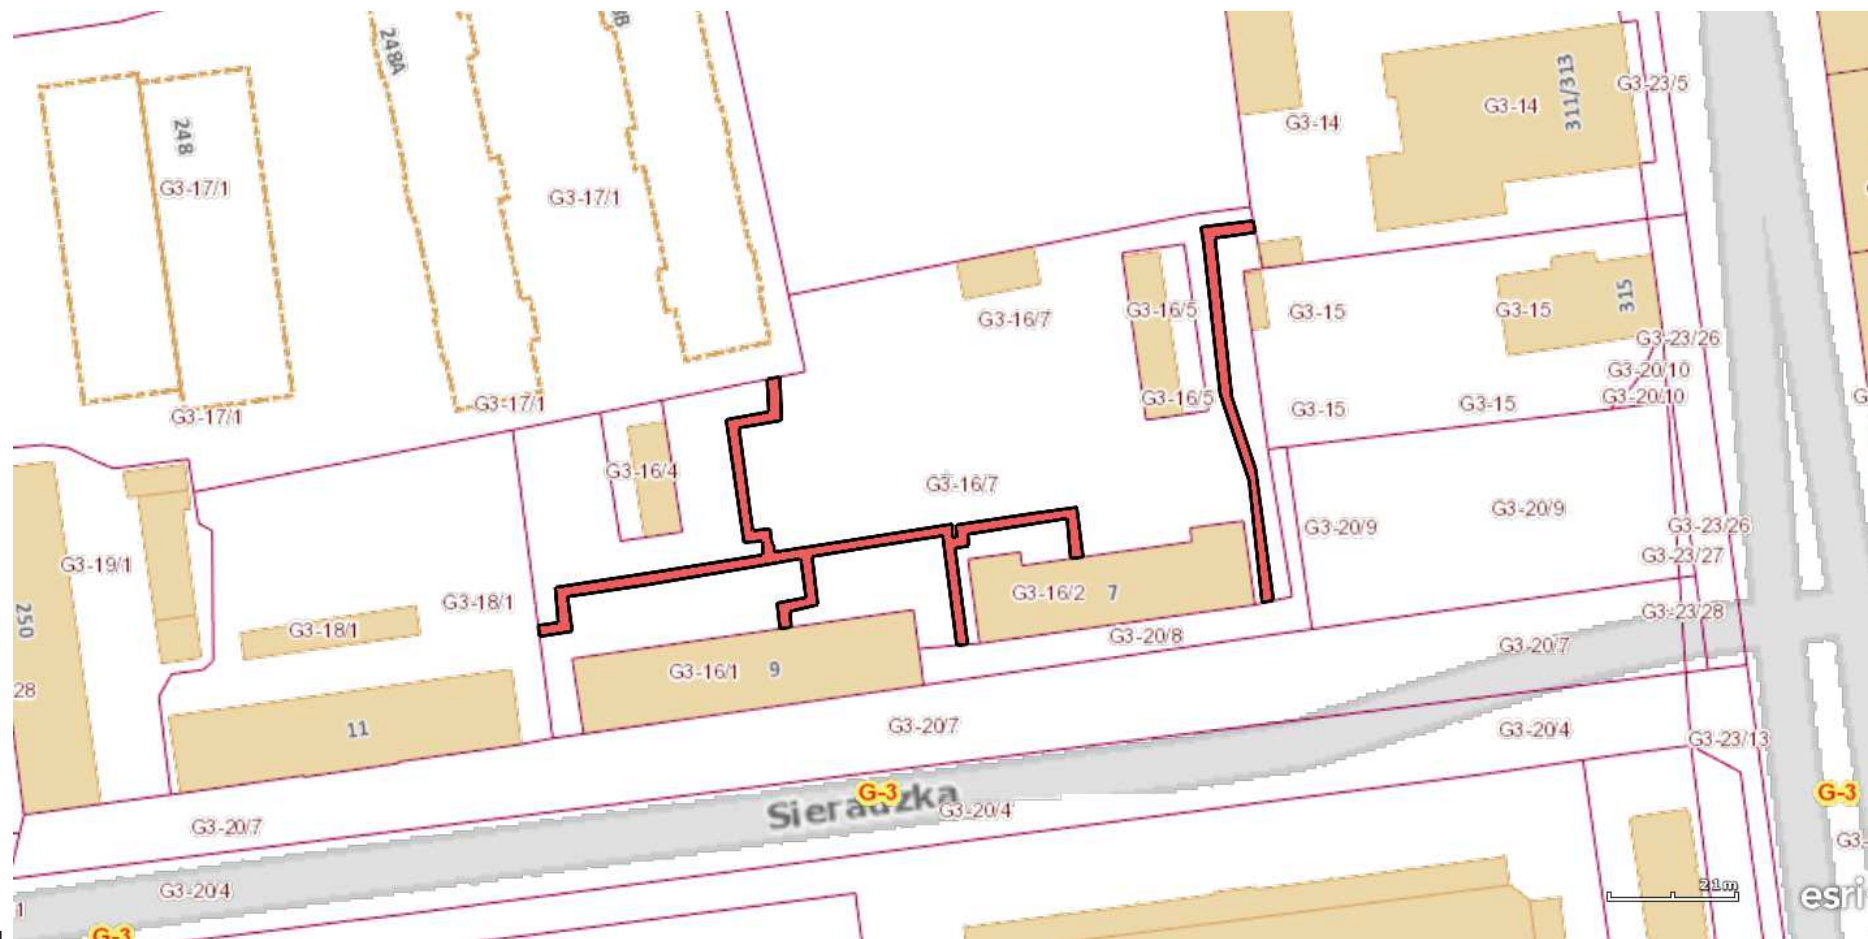 248A
3B
G3-23/5
G3-14
311/313
G3-14
248
G3-17/1
G3-17/1
G3-16/7
G3-16/5
G3-15
G3-15
315
G3-23/26
G3-20/10
G3-20/10
G3-16/5
G3-15
G3-15
G3-17/1
G3-17/1
G3-16/4
G3-16/7
G3-20/9
G3-20/9
G3-23/26
G3-23/27
G3-19/1
G3-18/1
G3-16/2 7
G3-23/28
250
G3-18/1
G3-20/8
G3-20/7
28
G3-16/1 9
11
G3-20/7
G3-20/4
G3-23/13
G-3
G-3
Sieradzka
G3-20/4
G3-20/7
G3-
G3-20/4
21m
esri
1
G-3